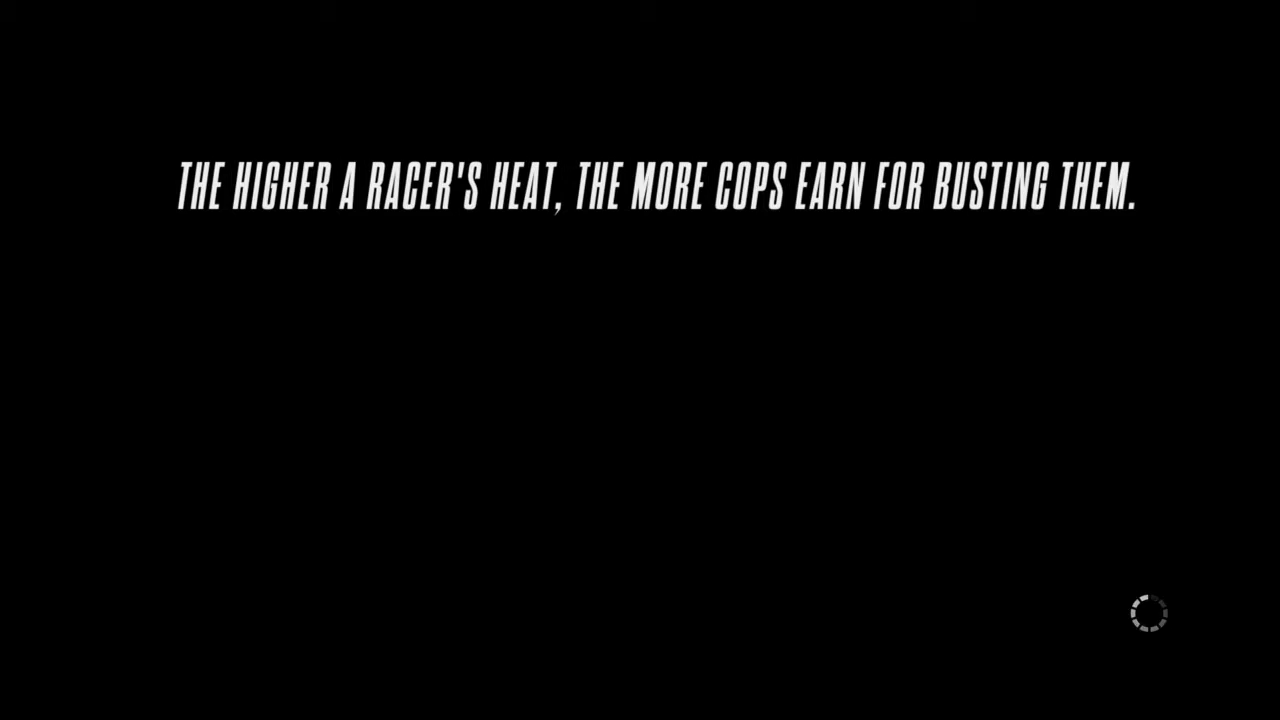 THE HIGHER A RACER'S HEAT, THE MORE COPS EARN FOR BUSTING THEM.